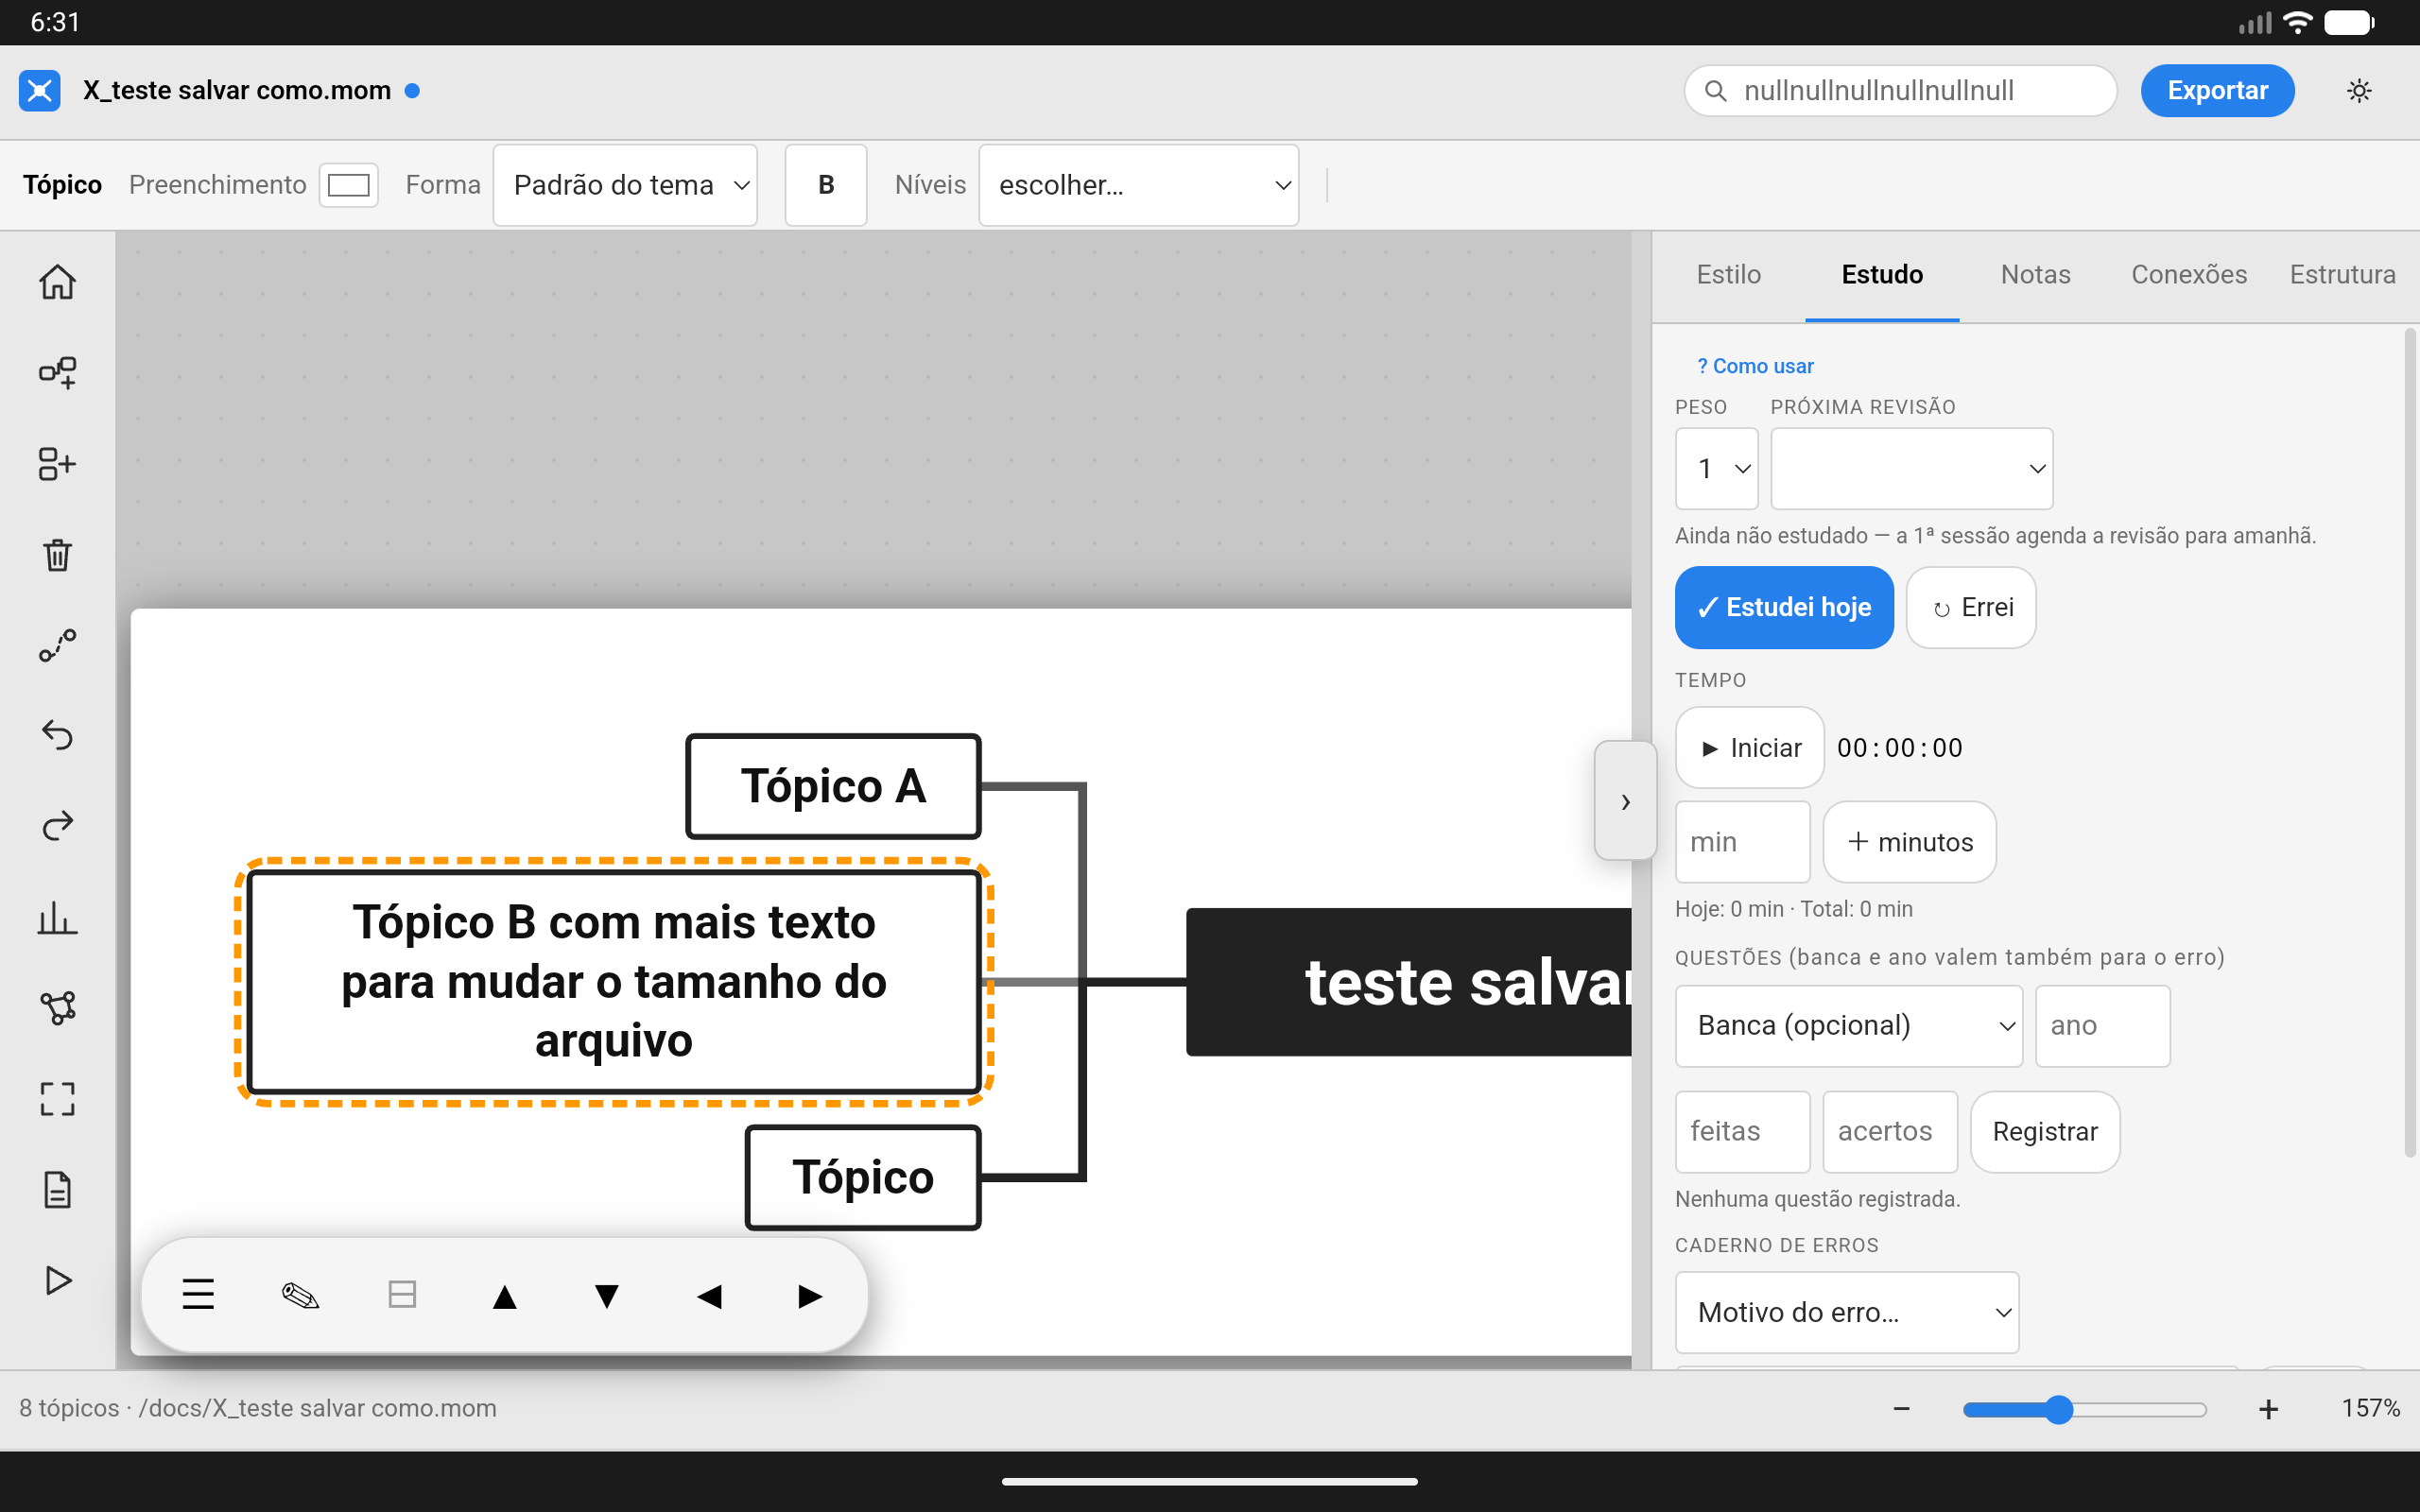 6:31
X_teste salvar como.mom
nullnullnullnullnullnull
Exportar
Tópico
Preenchimento
Forma
Padrão do tema
B
Níveis
escolher...
Estilo
Estudo
Notas
Conexões
Estrutura
? Como usar
PESO
PRÓXIMA REVISÃO
1
Ainda não estudado — a 1ª sessão agenda a revisão para amanhã.
✓ Estudei hoje
↻ Errei
TEMPO
► Iniciar
00:00:00
min
+ minutos
Hoje: 0 min · Total: 0 min
QUESTÕES (banca e ano valem também para o erro)
Banca (opcional)
ano
feitas
acertos
Registrar
Nenhuma questão registrada.
CADERNO DE ERROS
Motivo do erro...
Tópico A
Tópico B com mais texto
para mudar o tamanho do
arquivo
Tópico
teste salvar
8 tópicos · /docs/X_teste salvar como.mom
157%